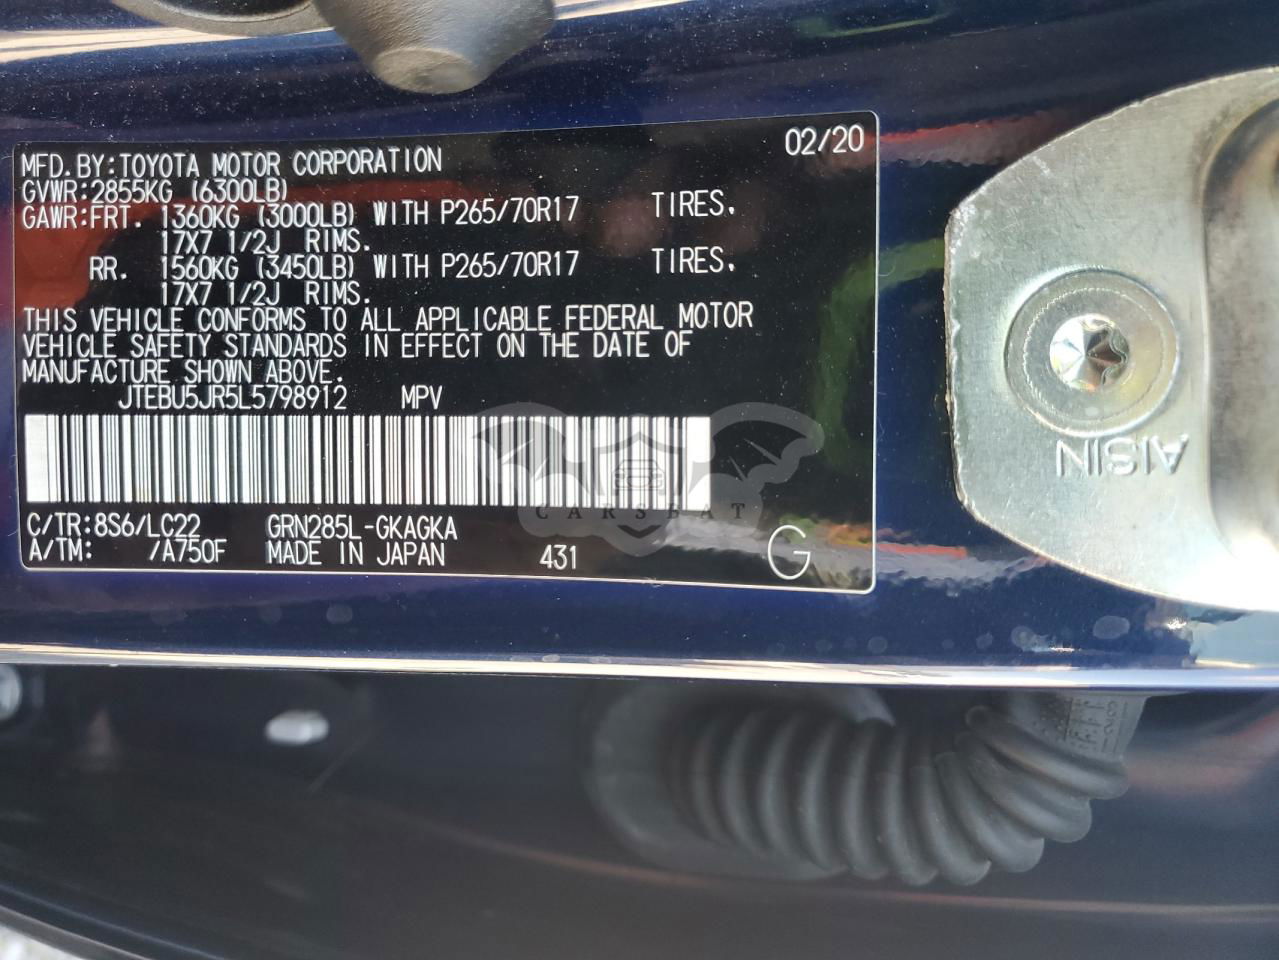 02/20
MFD.BY:TOYOTA MOTOR CORPORATION
GVWR:2855KG (6300LB)
GAWR:FRT. 1360KG (3000LB) WITH P265/70R17 TIRES.
17X7 1/2J RIMS.
RR. 1560KG (3450LB) WITH P265/70R17 TIRES.
17X7 1/2J RIMS.
THIS VEHICLE CONFORMS TO ALL APPLICABLE FEDERAL MOTOR
VEHICLE SAFETY STANDARDS IN EFFECT ON THE DATE OF
MANUFACTURE SHOWN ABOVE.
JTEBU5JR5L5798912 MPV
CARSBAT
C/TR:8S6/LC22 GRN285L-GKAGKA
A/TM: /A750F MADE IN JAPAN 431 G
AISIN